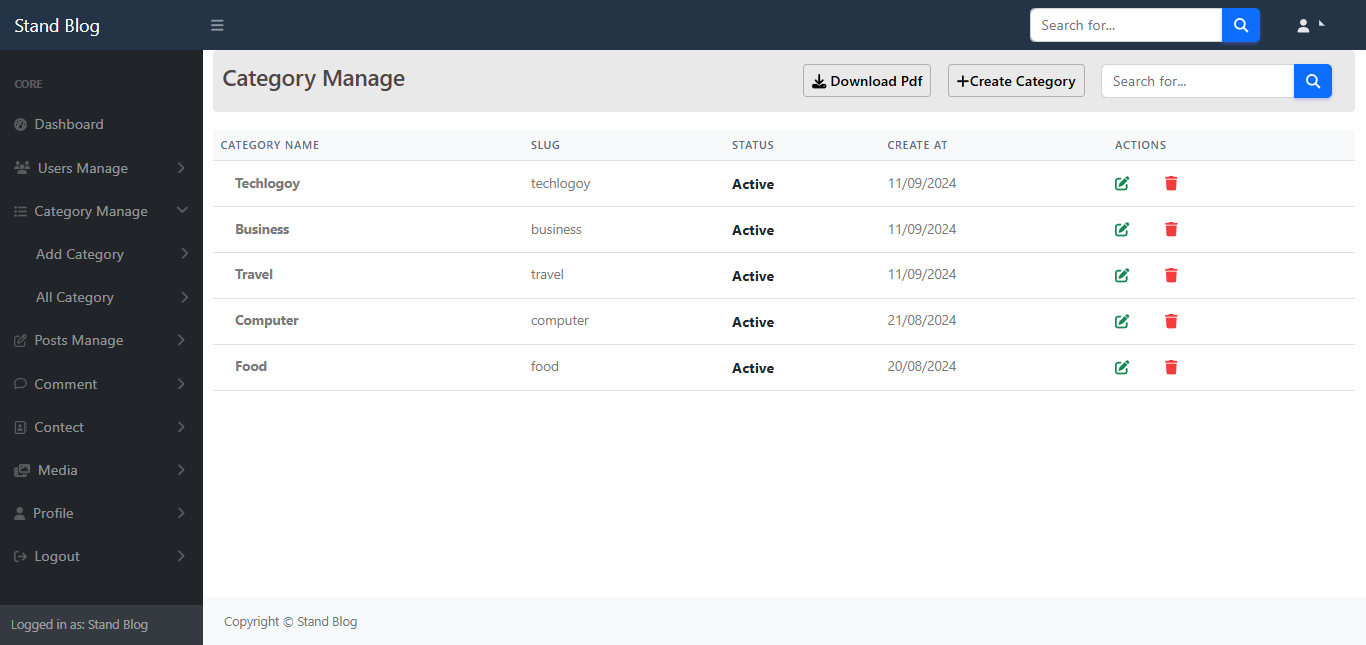 Stand Blog
Search for...
CORE
Dashboard
Users Manage
Category Manage
Add Category
All Category
Posts Manage
Comment
Contect
Media
Profile
Logout
Logged in as: Stand Blog
Category Manage
Download Pdf
+Create Category
Search for...
CATEGORY NAME SLUG STATUS CREATE AT ACTIONS
Techlogoy techlogoy Active 11/09/2024
Business business Active 11/09/2024
Travel travel Active 11/09/2024
Computer computer Active 21/08/2024
Food food Active 20/08/2024
Copyright © Stand Blog